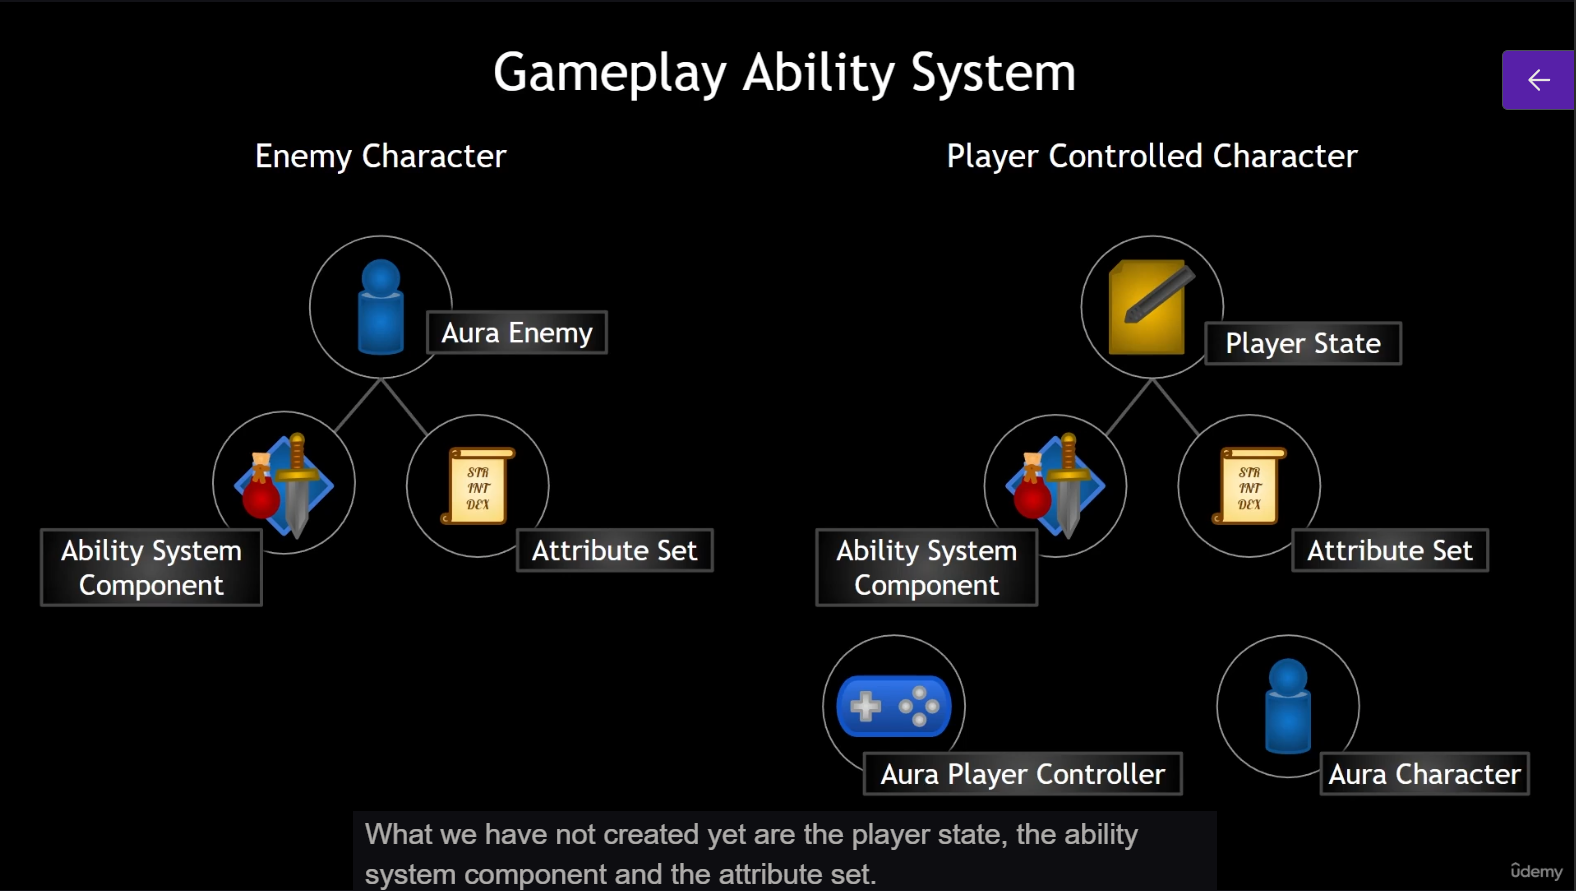 Gameplay Ability System
Enemy Character
Player Controlled Character
Aura Enemy
Player State
STR
INT
DEX
STR
INT
DEX
Ability System
Component
Attribute Set
Ability System
Component
Attribute Set
Aura Player Controller
Aura Character
What we have not created yet are the player state, the ability
system component and the attribute set.
ûdemy